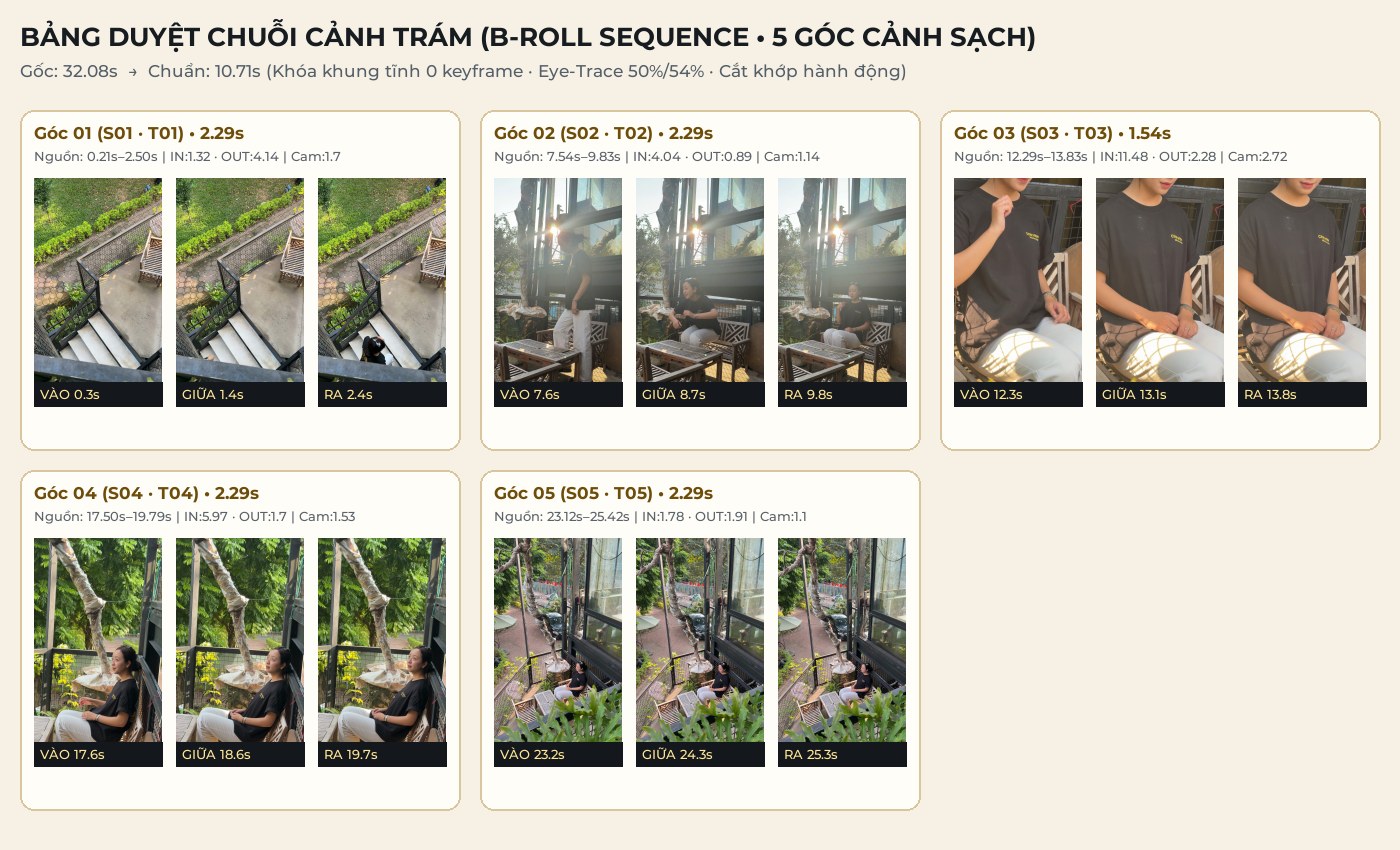 BẢNG DUYỆT CHUỖI CẢNH TRÁM (B-ROLL SEQUENCE • 5 GÓC CẢNH SẠCH)
Gốc: 32.08s → Chuẩn: 10.71s (Khóa khung tĩnh 0 keyframe · Eye-Trace 50%/54% · Cắt khớp hành động)
Góc 01 (S01 · T01) • 2.29s
Nguồn: 0.21s–2.50s | IN:1.32 · OUT:4.14 | Cam:1.7
VÀO 0.3s
GIỮA 1.4s
RA 2.4s
Góc 02 (S02 · T02) • 2.29s
Nguồn: 7.54s–9.83s | IN:4.04 · OUT:0.89 | Cam:1.14
VÀO 7.6s
GIỮA 8.7s
RA 9.8s
Góc 03 (S03 · T03) • 1.54s
Nguồn: 12.29s–13.83s | IN:11.48 · OUT:2.28 | Cam:2.72
VÀO 12.3s
GIỮA 13.1s
RA 13.8s
Góc 04 (S04 · T04) • 2.29s
Nguồn: 17.50s–19.79s | IN:5.97 · OUT:1.7 | Cam:1.53
VÀO 17.6s
GIỮA 18.6s
RA 19.7s
Góc 05 (S05 · T05) • 2.29s
Nguồn: 23.12s–25.42s | IN:1.78 · OUT:1.91 | Cam:1.1
VÀO 23.2s
GIỮA 24.3s
RA 25.3s